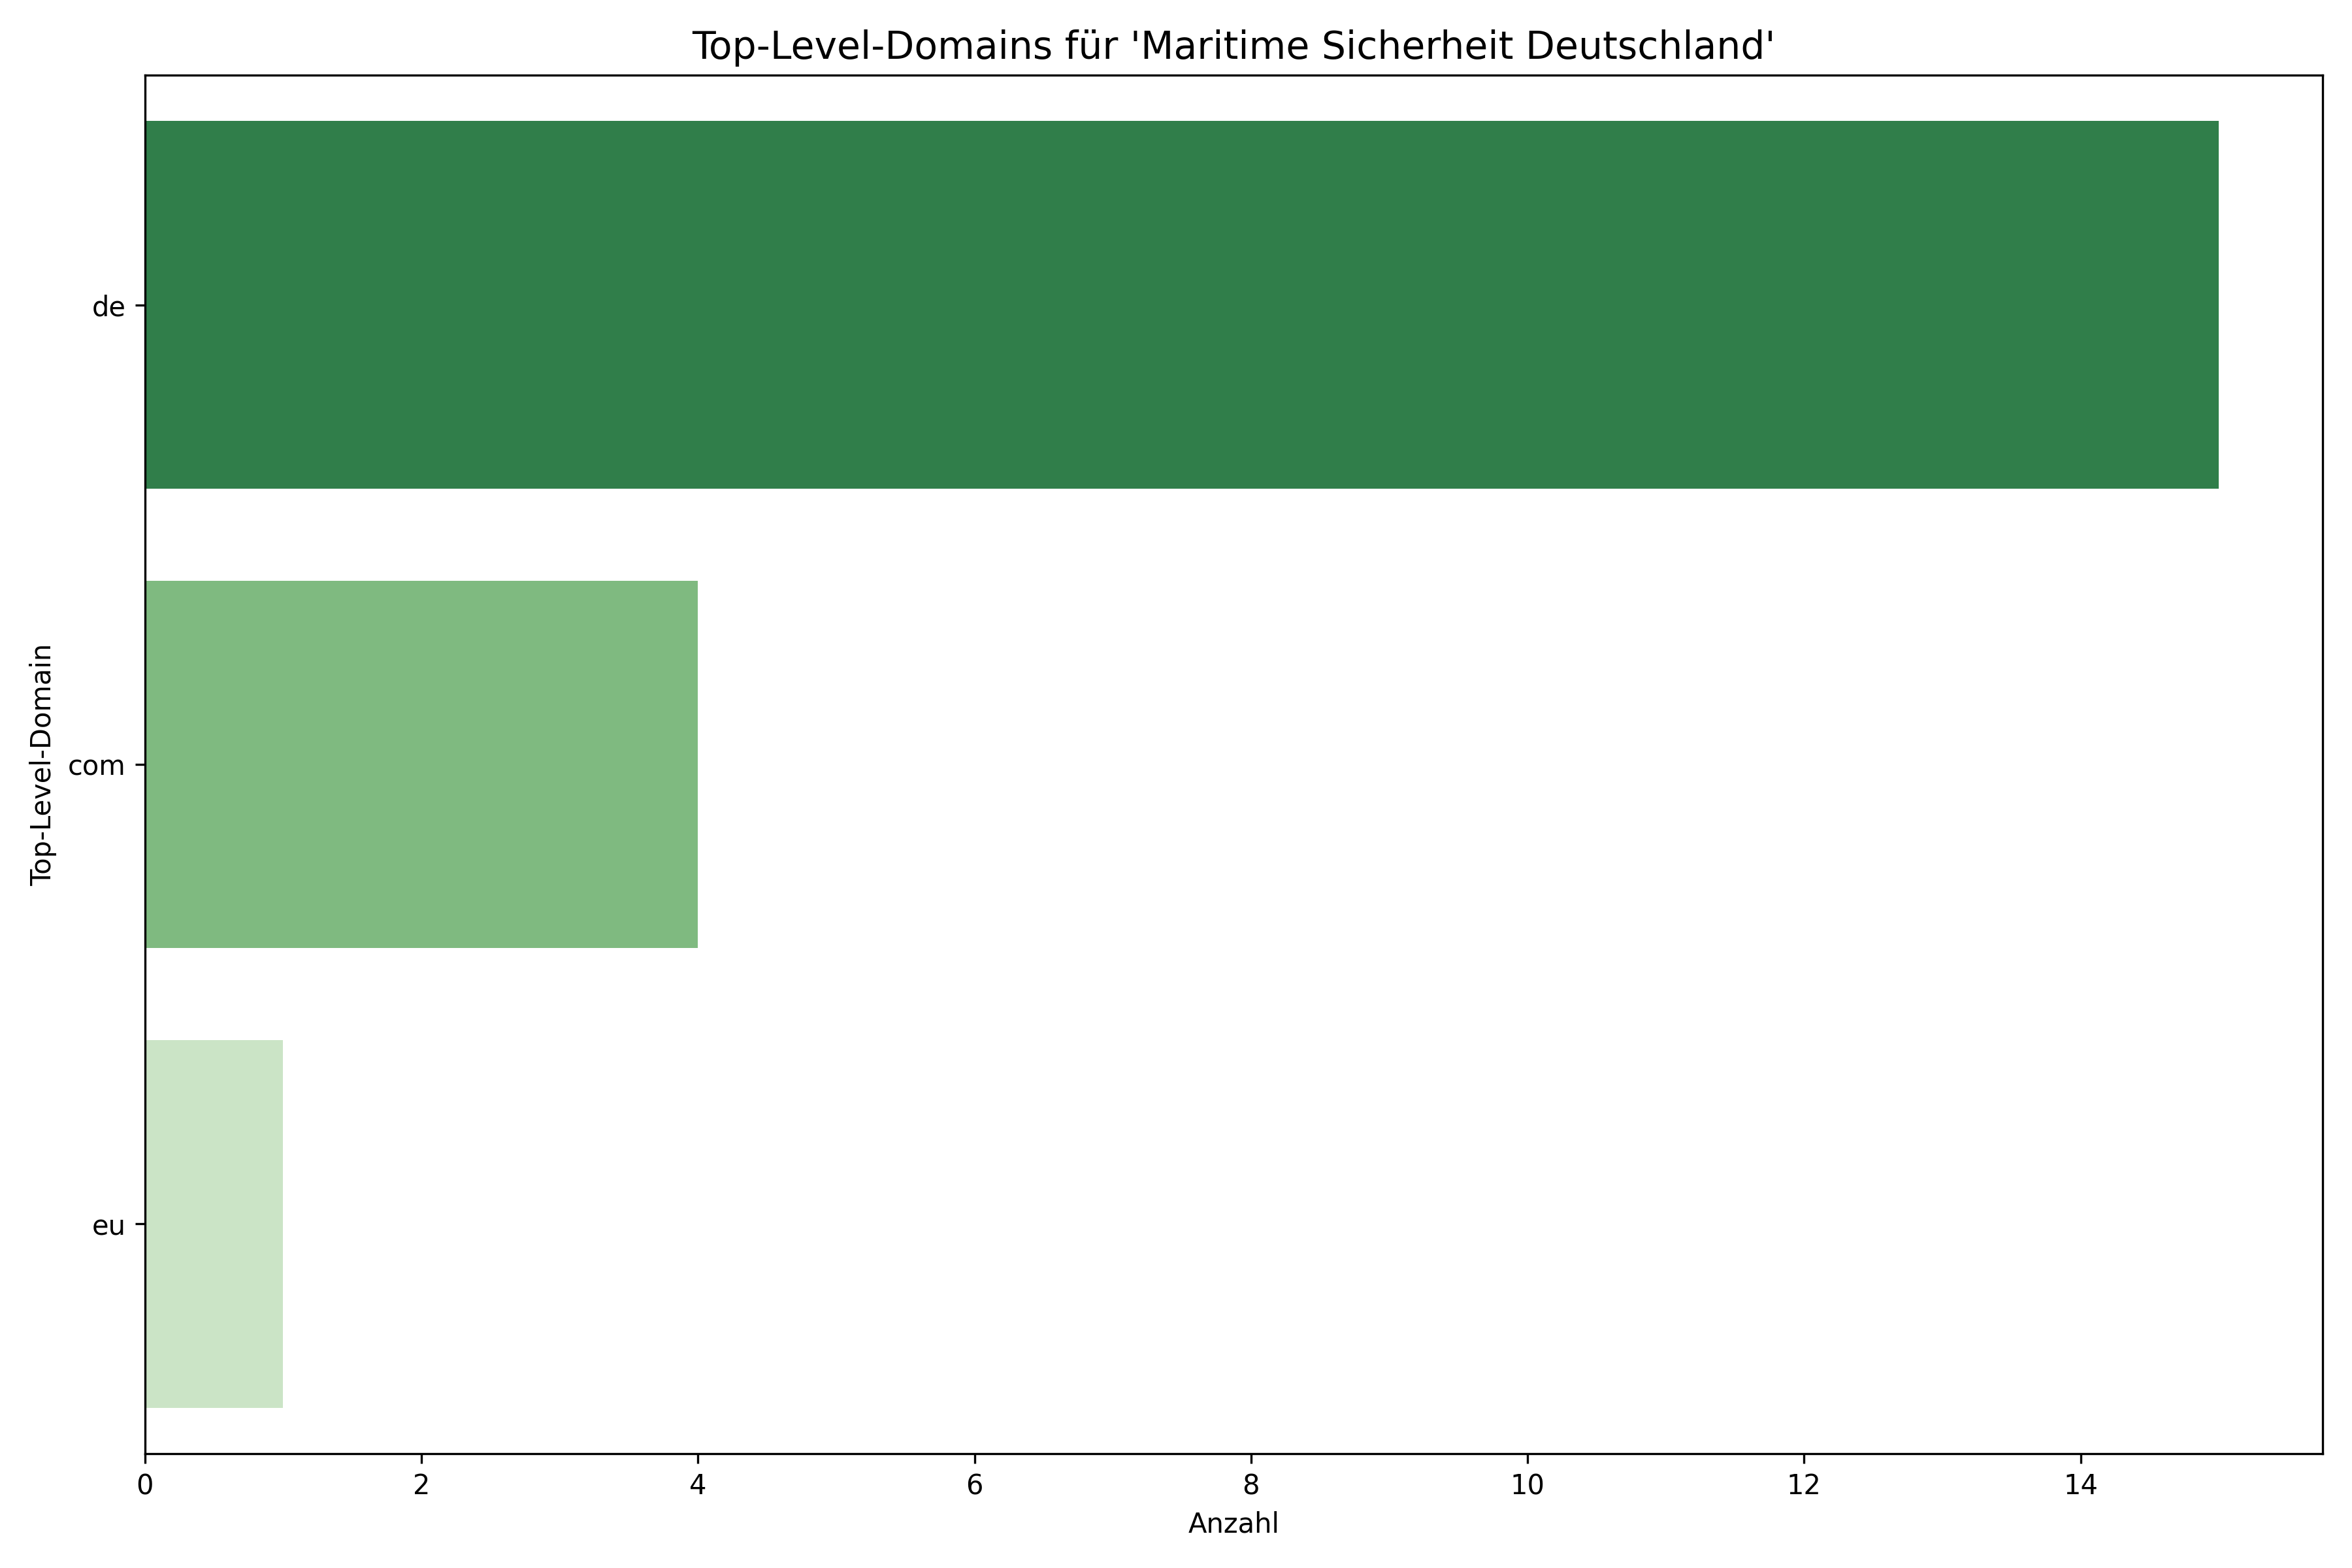 Top-Level-Domains für 'Maritime Sicherheit Deutschland'
Top-Level-Domain
de
com
eu
0 2 4 6 8 10 12 14
Anzahl